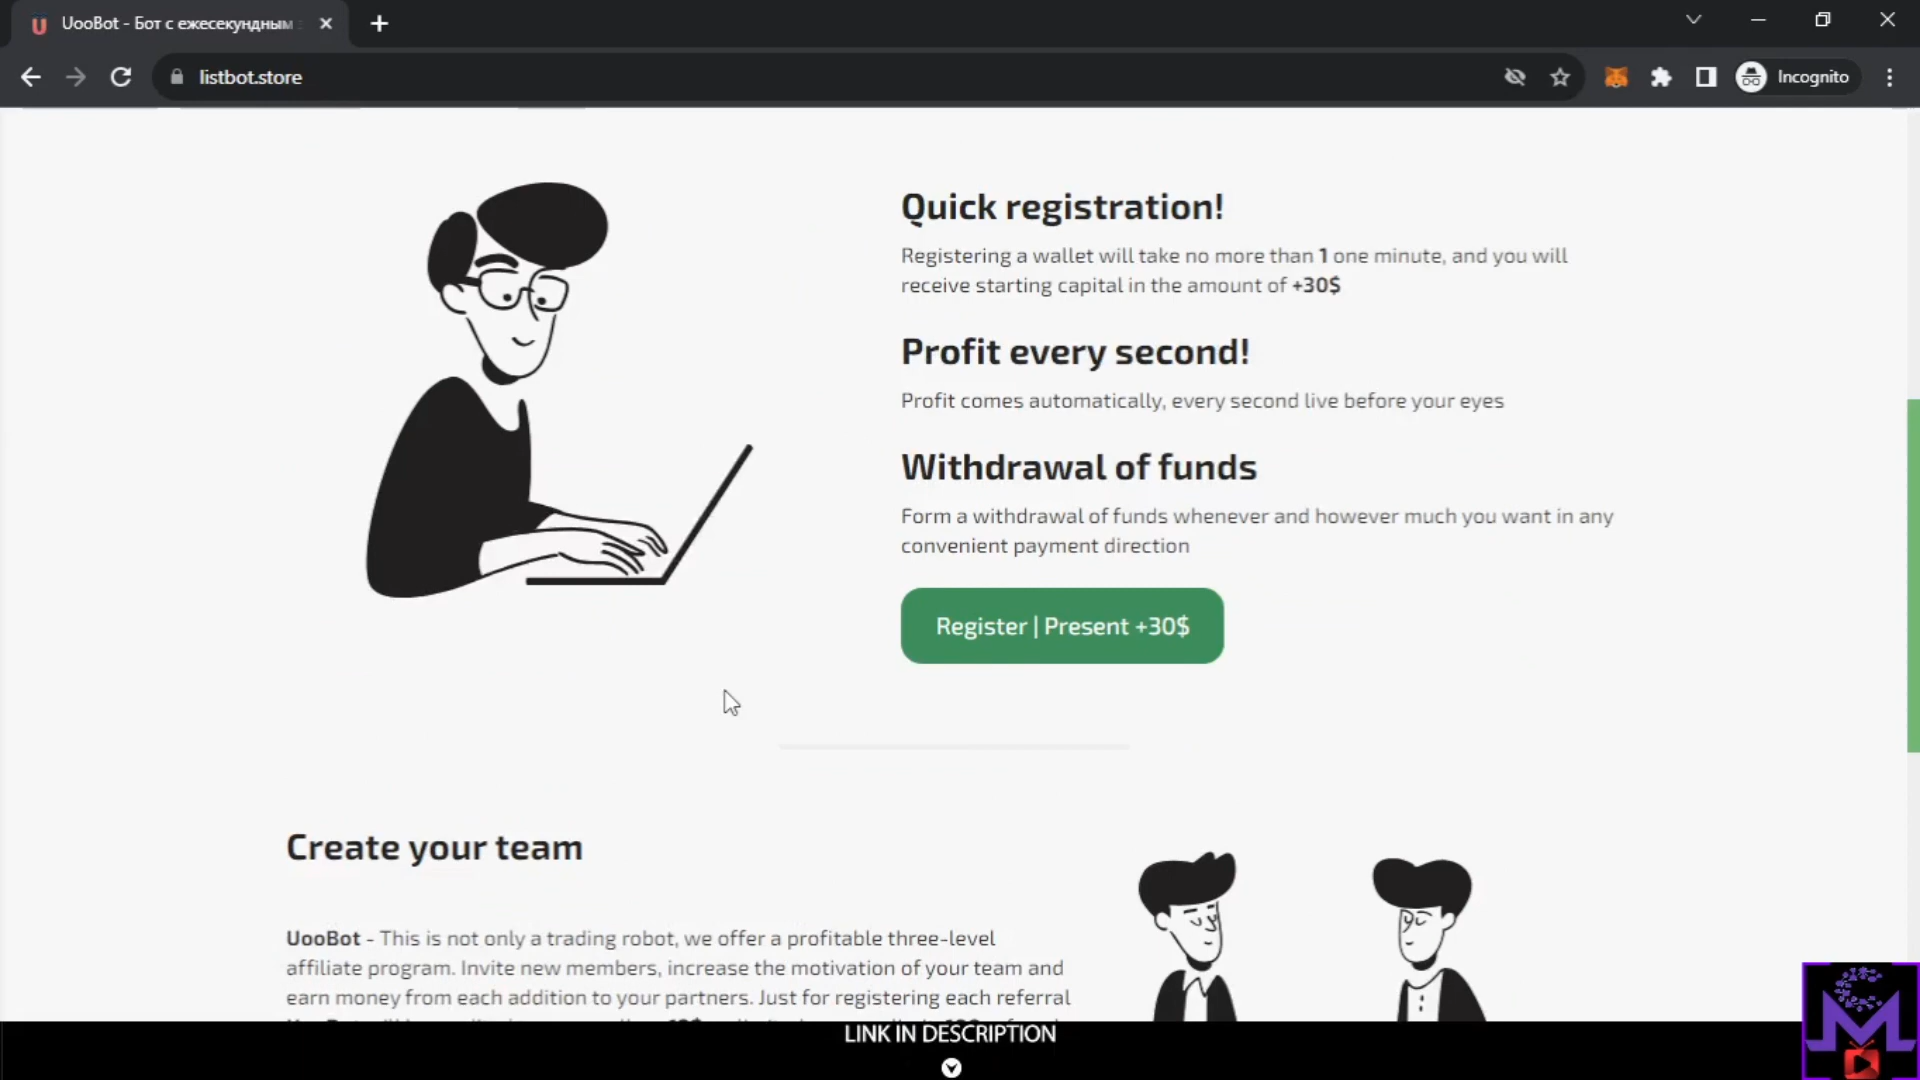 UooBot - Бот с ежесекундным
listbot.store
Incognito
Quick registration!
Registering a wallet will take no more than 1 one minute, and you will
receive starting capital in the amount of +30$
Profit every second!
Profit comes automatically, every second live before your eyes
Withdrawal of funds
Form a withdrawal of funds whenever and however much you want in any
convenient payment direction
Register | Present +30$
Create your team
UooBot - This is not only a trading robot, we offer a profitable three-level
affiliate program. Invite new members, increase the motivation of your team and
earn money from each addition to your partners. Just for registering each referral
LINK IN DESCRIPTION